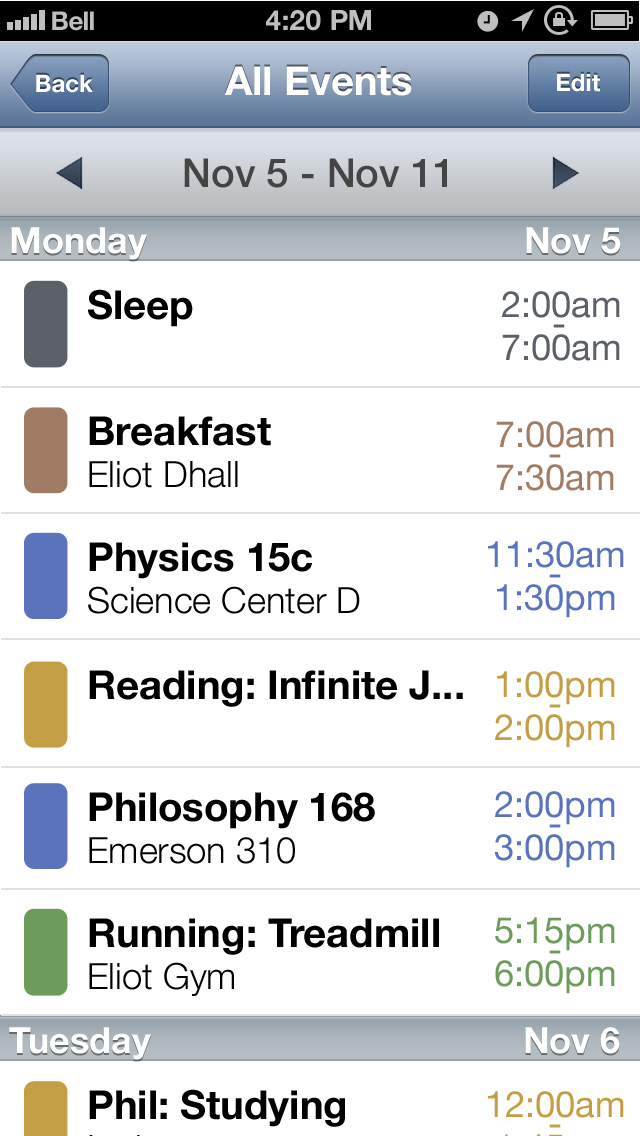 Bell 4:20 PM
Back All Events Edit
Nov 5 - Nov 11
Monday Nov 5
Sleep 2:00am
-
7:00am
Breakfast 7:00am
-
Eliot Dhall 7:30am
Physics 15c 11:30am
-
Science Center D 1:30pm
Reading: Infinite J... 1:00pm
-
2:00pm
Philosophy 168 2:00pm
-
Emerson 310 3:00pm
Running: Treadmill 5:15pm
-
Eliot Gym 6:00pm
Tuesday Nov 6
Phil: Studying 12:00am